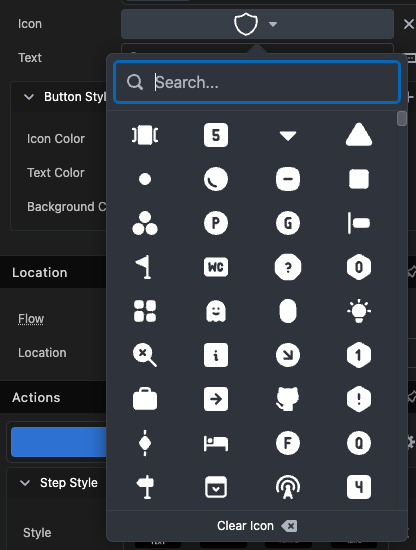 Icon
Text
Search...
Button Styl
Icon Color
Text Color
Background C
5
P
G
WC
?
0
Location
Flow
Location
i
1
Actions
!
F
Q
Step Style
4
Clear Icon
Style